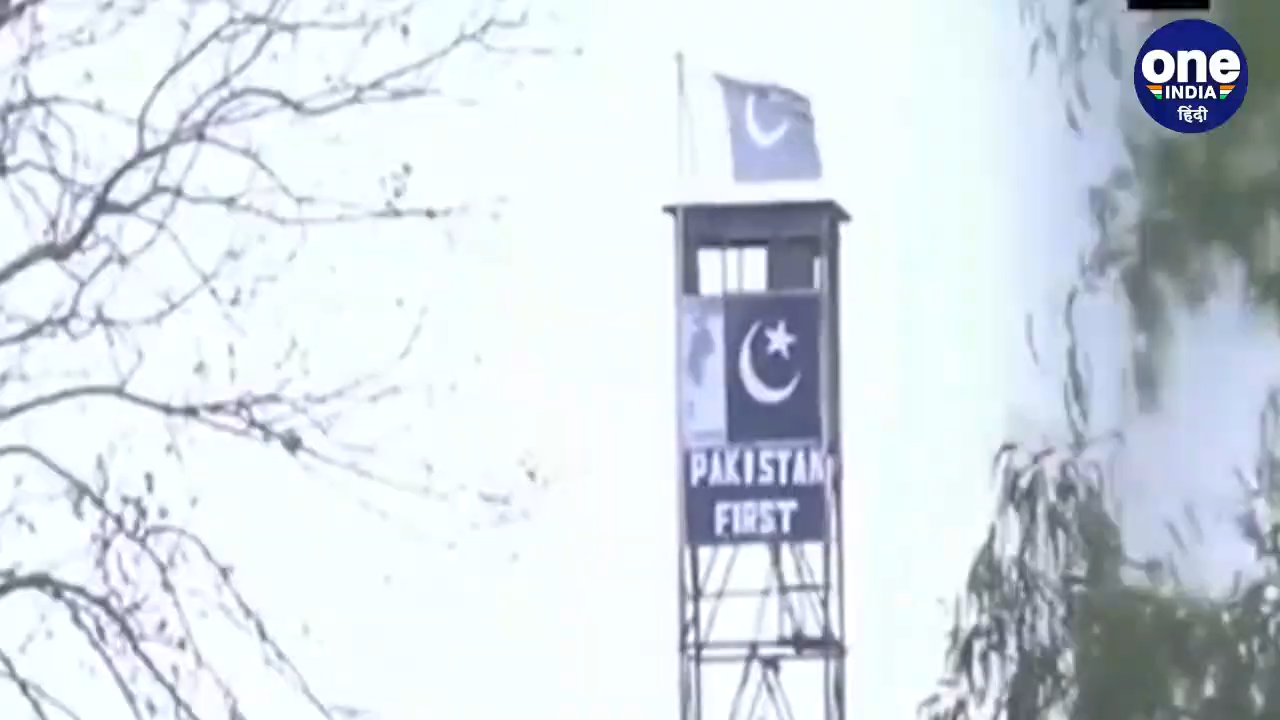 one
INDIA
हिंदी
PAKISTAN
FIRST